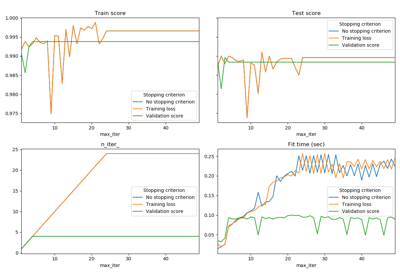 Train score
1.000
0.995
0.990
0.985
0.980
0.975
Stopping criterion
No stopping criterion
Training loss
Validation score
10
20
30
40
max_iter
Test score
Stopping criterion
No stopping criterion
Training loss
Validation score
10
20
30
40
max_iter
n_iter_
25
20
15
10
5
0
Stopping criterion
No stopping criterion
Training loss
Validation score
10
20
30
40
max_iter
Fit time (sec)
0.25
0.20
0.15
0.10
0.05
Stopping criterion
No stopping criterion
Training loss
Validation score
10
20
30
40
max_iter